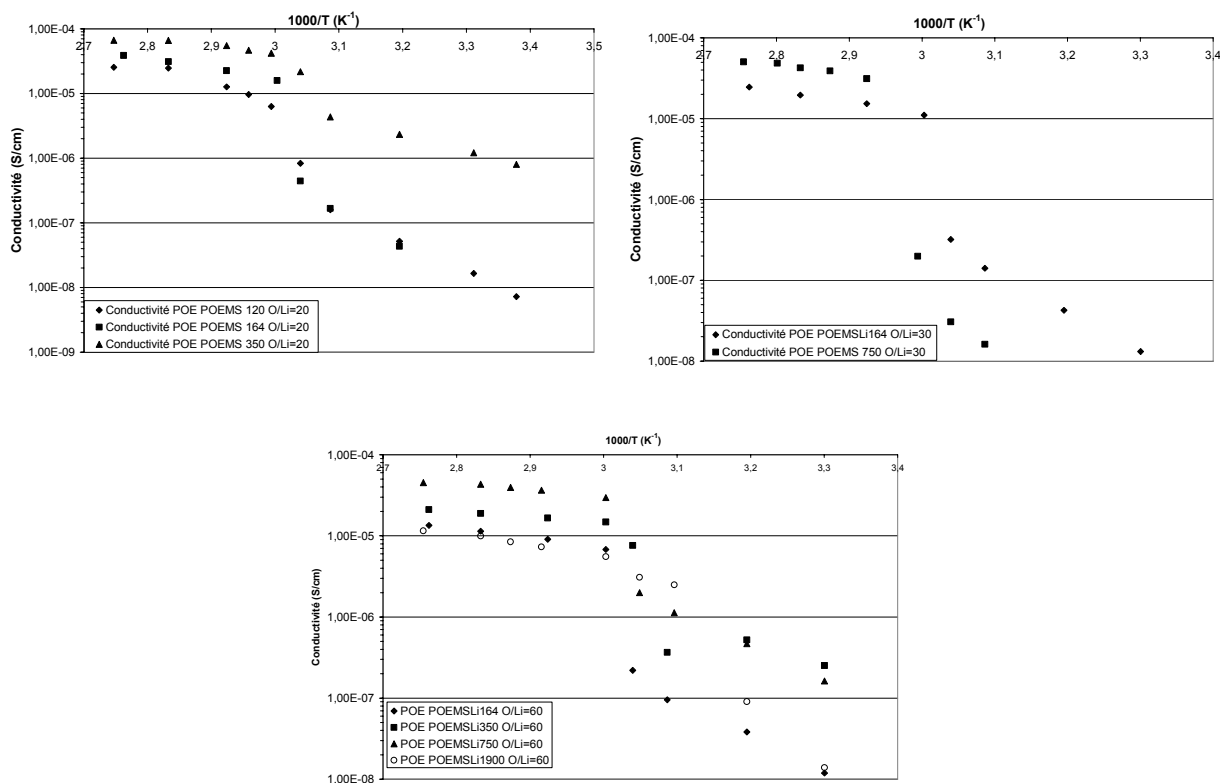 1000/T (K-1)
2,7 2,8 2,9 3 3,1 3,2 3,3 3,4 3,5
1,00E-04
1,00E-05
1,00E-06
1,00E-07
1,00E-08
1,00E-09
Conductivité (S/cm)
Conductivité POE POEMS 120 O/Li=20
Conductivité POE POEMS 164 O/Li=20
Conductivité POE POEMS 350 O/Li=20
1000/T (K-1)
2,7 2,8 2,9 3 3,1 3,2 3,3 3,4
1,00E-04
1,00E-05
1,00E-06
1,00E-07
1,00E-08
Conductivité (S/cm)
Conductivité POE POEMSLi164 O/Li=30
Conductivité POE POEMS 750 O/Li=30
1000/T (K-1)
2,7 2,8 2,9 3 3,1 3,2 3,3 3,4
1,00E-04
1,00E-05
1,00E-06
1,00E-07
1,00E-08
Conductivité (S/cm)
POE POEMSLi164 O/Li=60
POE POEMSLi350 O/Li=60
POE POEMSLi750 O/Li=60
POE POEMSLi1900 O/Li=60